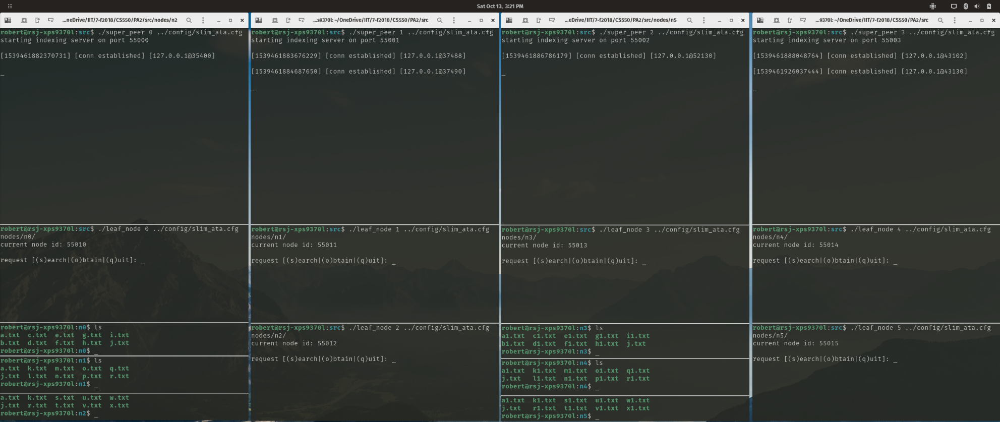 Sat Oct 13, 3:21 PM
...neDrive/IIT/7-f2018/CS550/PA2/src/nodes/n2
robert@rsj-xps9370l:src$ ./super_peer 0 ../config/slim_ata.cfg
starting indexing server on port 55000
[1539461882370731] [conn established] [127.0.0.1@35400]
_
robert@rsj-xps9370l:src$ ./leaf_node 0 ../config/slim_ata.cfg
nodes/n0/
current node id: 55010
request [(s)earch|(o)btain|(q)uit]: _
robert@rsj-xps9370l:n0$ ls
a.txt c.txt e.txt g.txt i.txt
b.txt d.txt f.txt h.txt j.txt
robert@rsj-xps9370l:n0$ _
robert@rsj-xps9370l:n1$ ls
a.txt k.txt m.txt o.txt q.txt
j.txt l.txt n.txt p.txt r.txt
robert@rsj-xps9370l:n1$ _
a.txt k.txt s.txt u.txt w.txt
j.txt r.txt t.txt v.txt x.txt
robert@rsj-xps9370l:n2$ _
...s9370l: ~/OneDrive/IIT/7-f2018/CS550/PA2/src
robert@rsj-xps9370l:src$ ./super_peer 1 ../config/slim_ata.cfg
starting indexing server on port 55001
[1539461883676229] [conn established] [127.0.0.1@37488]
[1539461884687650] [conn established] [127.0.0.1@37490]
_
robert@rsj-xps9370l:src$ ./leaf_node 1 ../config/slim_ata.cfg
nodes/n1/
current node id: 55011
request [(s)earch|(o)btain|(q)uit]: _
robert@rsj-xps9370l:src$ ./leaf_node 2 ../config/slim_ata.cfg
nodes/n2/
current node id: 55012
request [(s)earch|(o)btain|(q)uit]: _
...eDrive/IIT/7-f2018/CS550/PA2/src/nodes/n5
robert@rsj-xps9370l:src$ ./super_peer 2 ../config/slim_ata.cfg
starting indexing server on port 55002
[1539461886786179] [conn established] [127.0.0.1@52130]
_
robert@rsj-xps9370l:src$ ./leaf_node 3 ../config/slim_ata.cfg
nodes/n3/
current node id: 55013
request [(s)earch|(o)btain|(q)uit]: _
robert@rsj-xps9370l:n3$ ls
a1.txt c1.txt e1.txt g1.txt i1.txt
b1.txt d1.txt f1.txt h1.txt j.txt
robert@rsj-xps9370l:n3$ _
robert@rsj-xps9370l:n4$ ls
a1.txt k1.txt m1.txt o1.txt q1.txt
j.txt l1.txt n1.txt p1.txt r1.txt
robert@rsj-xps9370l:n4$ _
a1.txt k1.txt s1.txt u1.txt w1.txt
j.txt r1.txt t1.txt v1.txt x1.txt
robert@rsj-xps9370l:n5$ _
...9370l: ~/OneDrive/IIT/7-f2018/CS550/PA2/src
robert@rsj-xps9370l:src$ ./super_peer 3 ../config/slim_ata.cfg
starting indexing server on port 55003
[1539461888048764] [conn established] [127.0.0.1@43102]
[1539461926037444] [conn established] [127.0.0.1@43130]
_
robert@rsj-xps9370l:src$ ./leaf_node 4 ../config/slim_ata.cfg
nodes/n4/
current node id: 55014
request [(s)earch|(o)btain|(q)uit]: _
robert@rsj-xps9370l:src$ ./leaf_node 5 ../config/slim_ata.cfg
nodes/n5/
current node id: 55015
request [(s)earch|(o)btain|(q)uit]: _